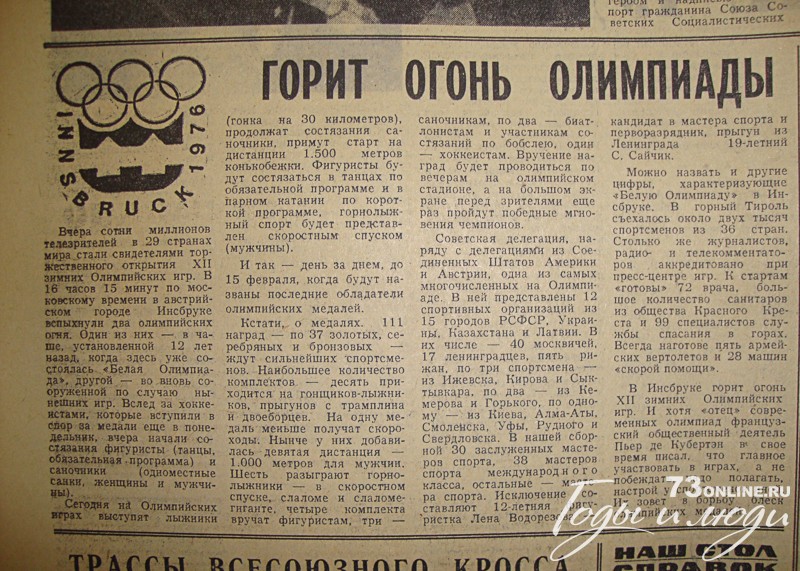 гербом и надписью
порт гражданина Союза Со-
ветских Социалистических
INNSBRUCK 1976
ГОРИТ ОГОНЬ ОЛИМПИАДЫ
Вчера сотни миллионов
телезрителей в 29 странах
мира стали свидетелями тор-
жественного открытия XII
зимних Олимпийских игр. В
16 часов 15 минут по мос-
ковскому времени в австрий-
ском городе Инсбруке
вспыхнули два олимпийских
огня. Один из них — в ча-
ше, установленной 12 лет
назад, когда здесь уже со-
стоялась «Белая Олимпиа-
да», другой — во вновь со-
оруженной по случаю ны-
нешних игр. Вслед за хокке-
истами, которые вступили в
спор за медали еще в поне-
дельник, вчера начали со-
стязания фигуристы (танцы,
обязательная программа) и
саночники (одноместные
санки, женщины и мужчи-
ны).
Сегодня на Олимпийских
играх выступят лыжники
(гонка на 30 километров),
продолжат состязания са-
ночники, примут старт на
дистанции 1.500 метров
конькобежки. Фигуристы бу-
дут состязаться в танцах по
обязательной программе и в
парном катании по корот-
кой программе, горнолыж-
ный спорт будет представ-
лен скоростным спуском
(мужчины).
И так — день за днем, до
15 февраля, когда будут на-
званы последние обладатели
олимпийских медалей.
Кстати, о медалях. 111
наград — по 37 золотых, се-
ребряных и бронзовых —
ждут сильнейших спортсме-
нов. Наибольшее количество
комплектов — десять при-
ходится на гонщиков-лыжни-
ков, прыгунов с трамплина
и двоеборцев. На одну ме-
даль меньше получат скоро-
ходы. Нынче у них добави-
лась девятая дистанция —
1.000 метров для мужчин.
Шесть разыграют горно-
лыжники — в скоростном
спуске, слаломе и слаломе-
гиганте, четыре комплекта
вручат фигуристам, три —
саночникам, по два — биат-
лонистам и участникам со-
стязаний по бобслею, один
— хоккеистам. Вручение на-
град будет проводиться по
вечерам на олимпийском
стадионе, а на большом эк-
ране перед зрителями еще
раз пройдут победные мгно-
вения чемпионов.
Советская делегация, на-
ряду с делегациями из Сое-
диненных Штатов Америки
и Австрии, одна из самых
многочисленных на Олимпи-
аде. В ней представлены 12
спортивных организаций из
15 городов РСФСР, Украи-
ны, Казахстана и Латвии. В
их числе — 40 москвичей,
17 ленинградцев, пять ри-
жан, по три спортсмена —
из Ижевска, Кирова и Сык-
тывкара, по два — из Ке-
мерова и Горького, по одно-
му — из Киева, Алма-Аты,
Смоленска, Уфы, Рудного и
Свердловска. В нашей сбор-
ной 30 заслуженных масте-
ров спорта, 38 мастеров
спорта международного
класса, остальные — масте-
ра спорта. Исключение со-
ставляют 12-летняя фигу-
ристка Лена Водорезова
кандидат в мастера спорта и
перворазрядник, прыгун из
Ленинграда 19-летний
С. Сайчик.
Можно назвать и другие
цифры, характеризующие
«Белую Олимпиаду» в Ин-
сбруке. В горный Тироль
съехалось около двух тысяч
спортсменов из 36 стран.
Столько же журналистов,
радио- и телекомментато-
ров аккредитовано при
пресс-центре игр. К стартам
«готовы» 72 врача, боль-
шое количество санитаров
из общества Красного Крес-
та и 99 специалистов служ-
бы спасания в горах.
Всегда наготове пять армей-
ских вертолетов и 28 машин
«скорой помощи».
В Инсбруке горит огонь
XII зимних Олимпийских
игр. И хотя «отец» совре-
менных олимпиад француз-
ский общественный деятель
Пьер де Кубертэн в свое
время писал, что главное
участвовать в играх, а не
побеждать, надо полагать,
настрой у
И зовет в борьбу блеск
олимпийских медалей.
73ONLINE.RU
Годы и люди
ТРАССЫ ВСЕСОЮЗНОГО КРОССА
НАШ СТОЛ
СПРАВОК